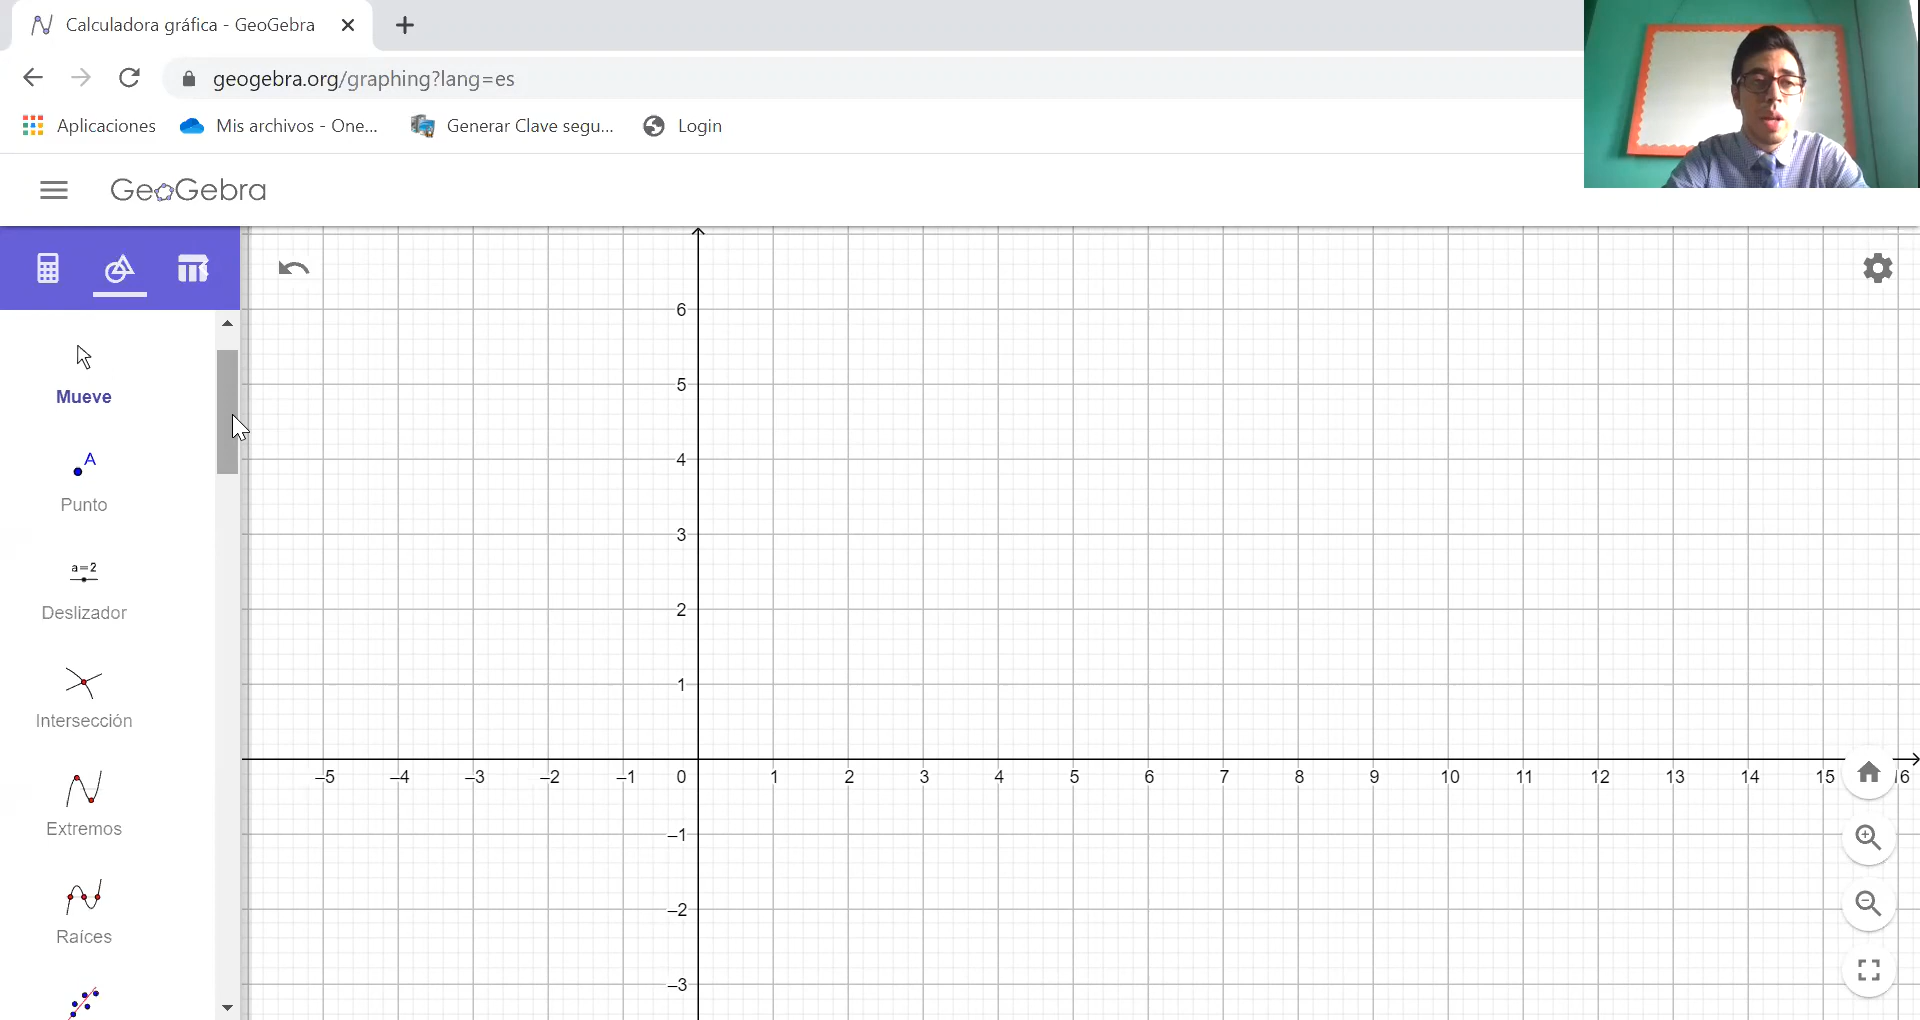 Calculadora gráfica - GeoGebra
geogebra.org/graphing?lang=es
Aplicaciones
Mis archivos - One...
Generar Clave segu...
Login
GeoGebra
Mueve
A
Punto
a=2
Deslizador
Intersección
Extremos
Raíces
6
5
4
3
2
1
–5 –4 –3 –2 –1 0 1 2 3 4 5 6 7 8 9 10 11 12 13 14 15 16
–1
–2
–3